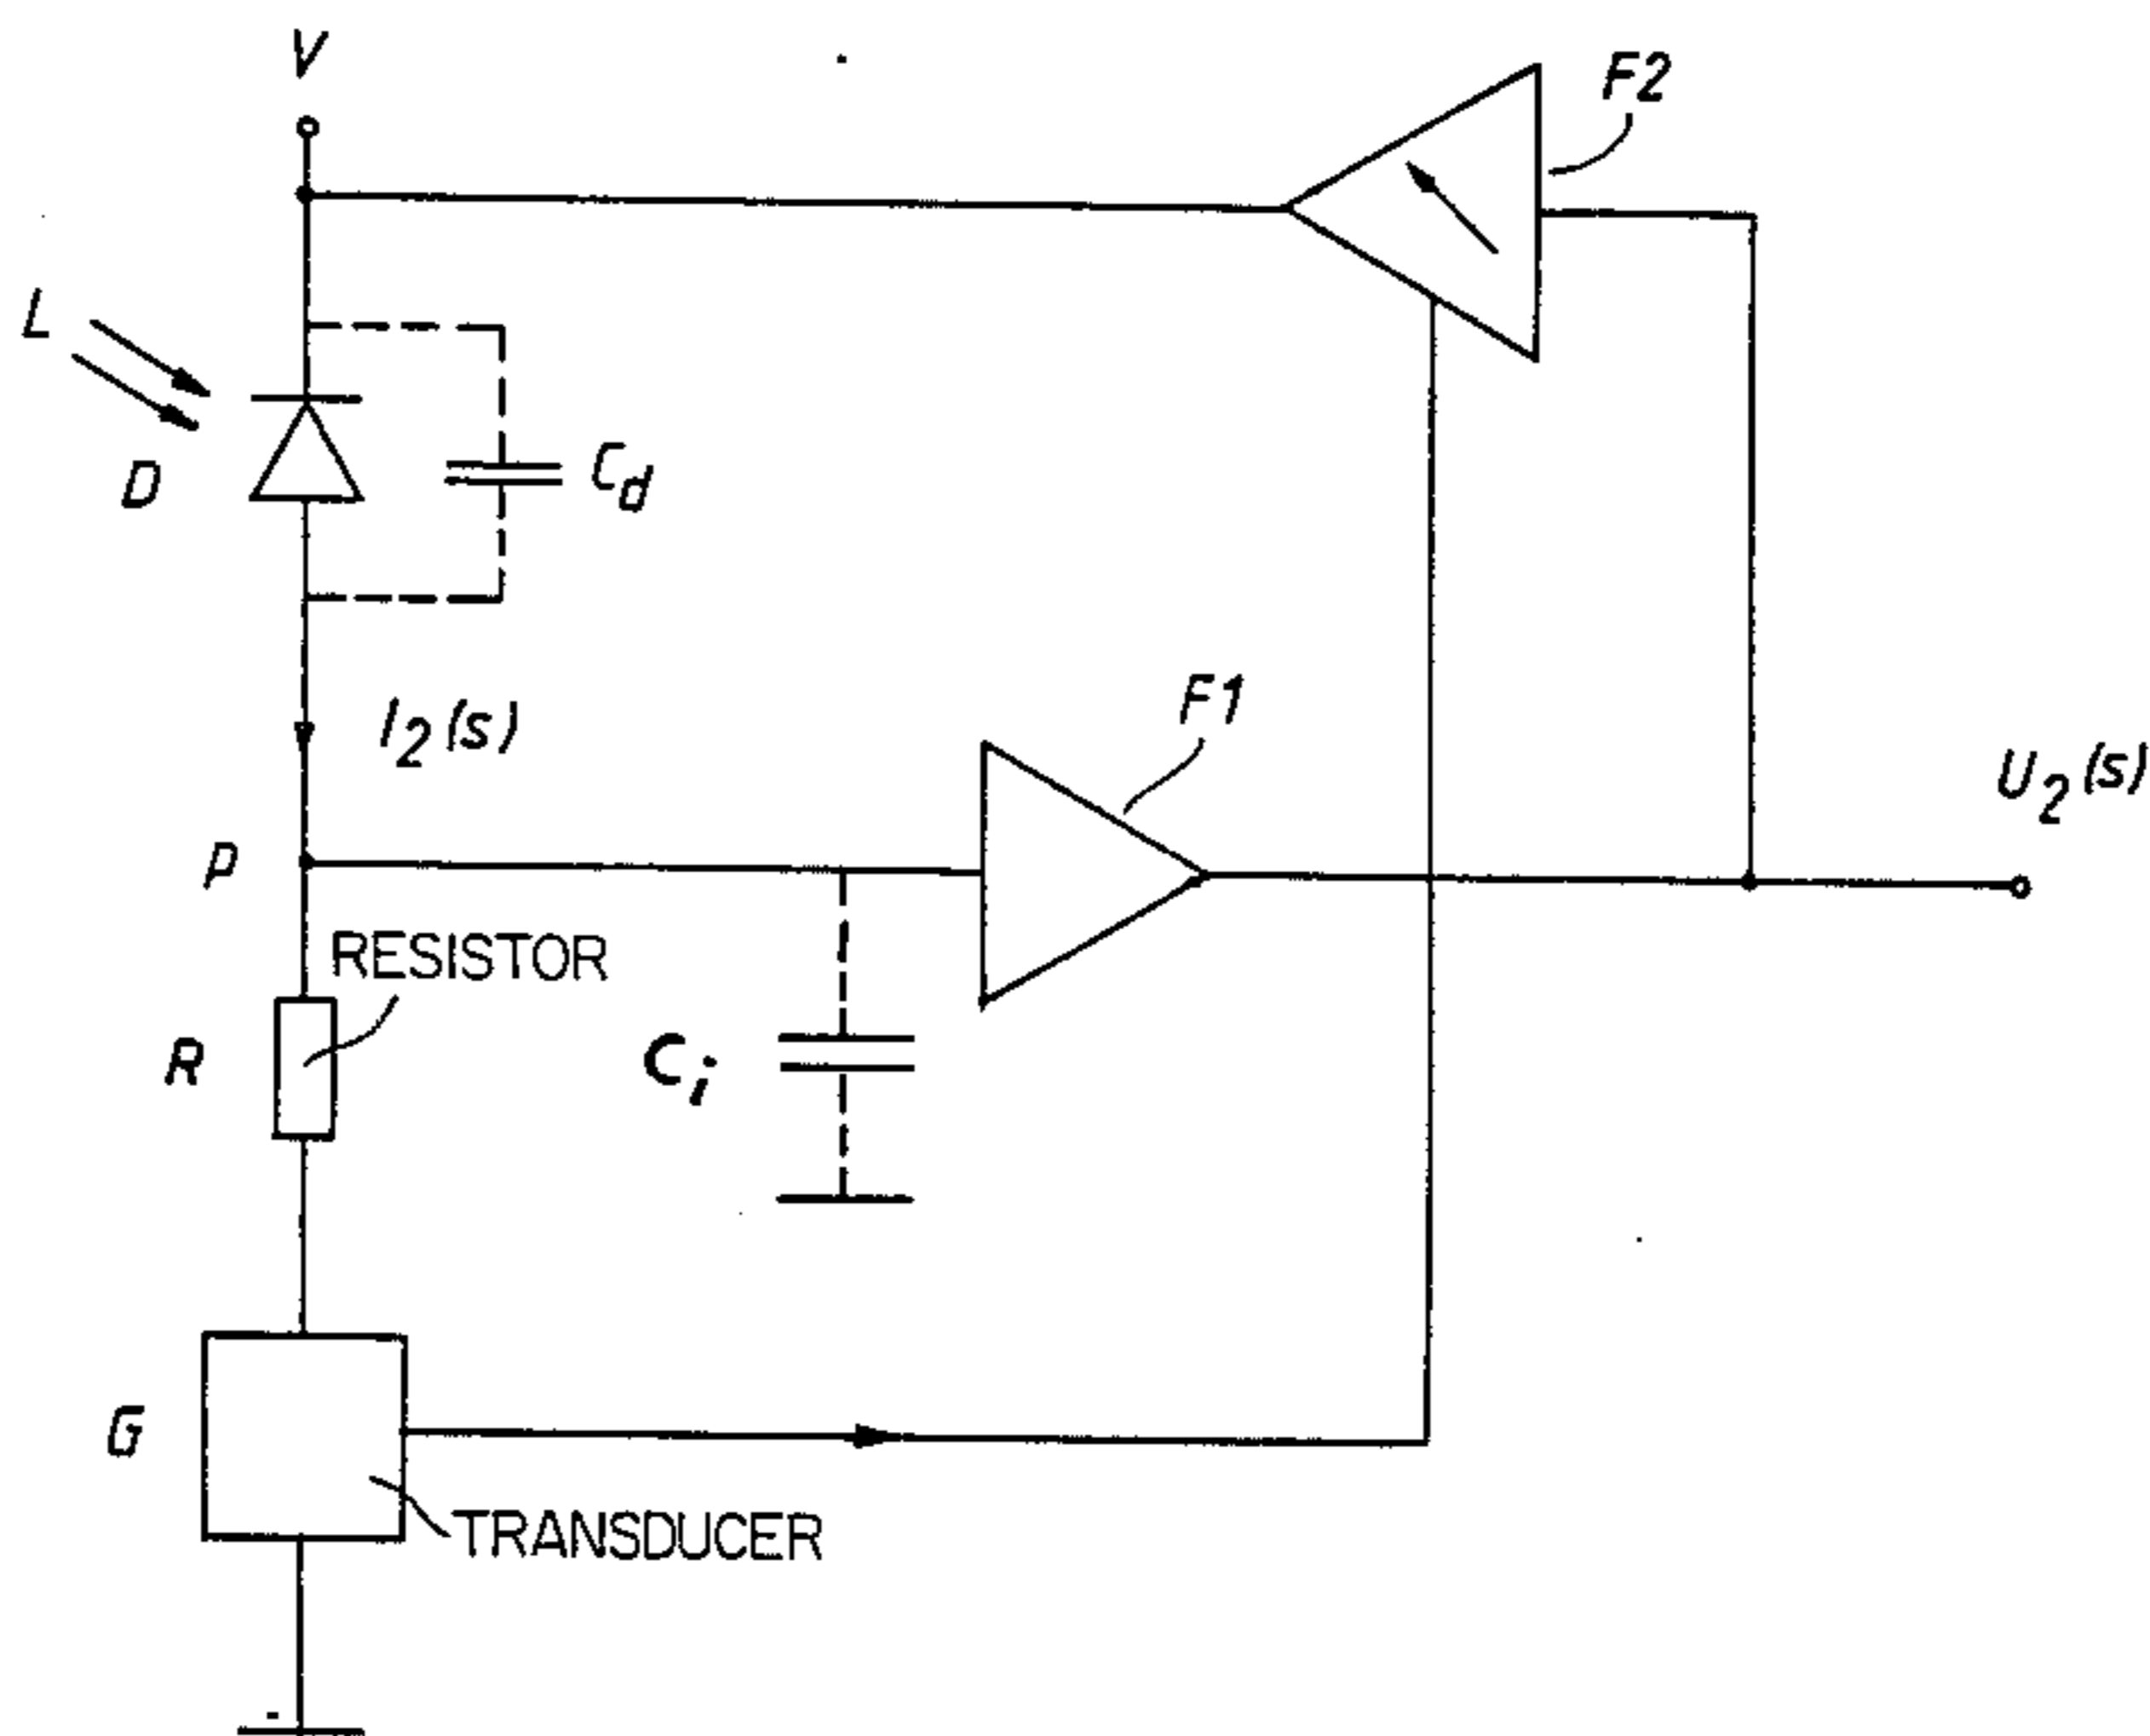 V
F2
L
D
Cd
I2(s)
F1
U2(s)
P
RESISTOR
R
Ci
G
TRANSDUCER